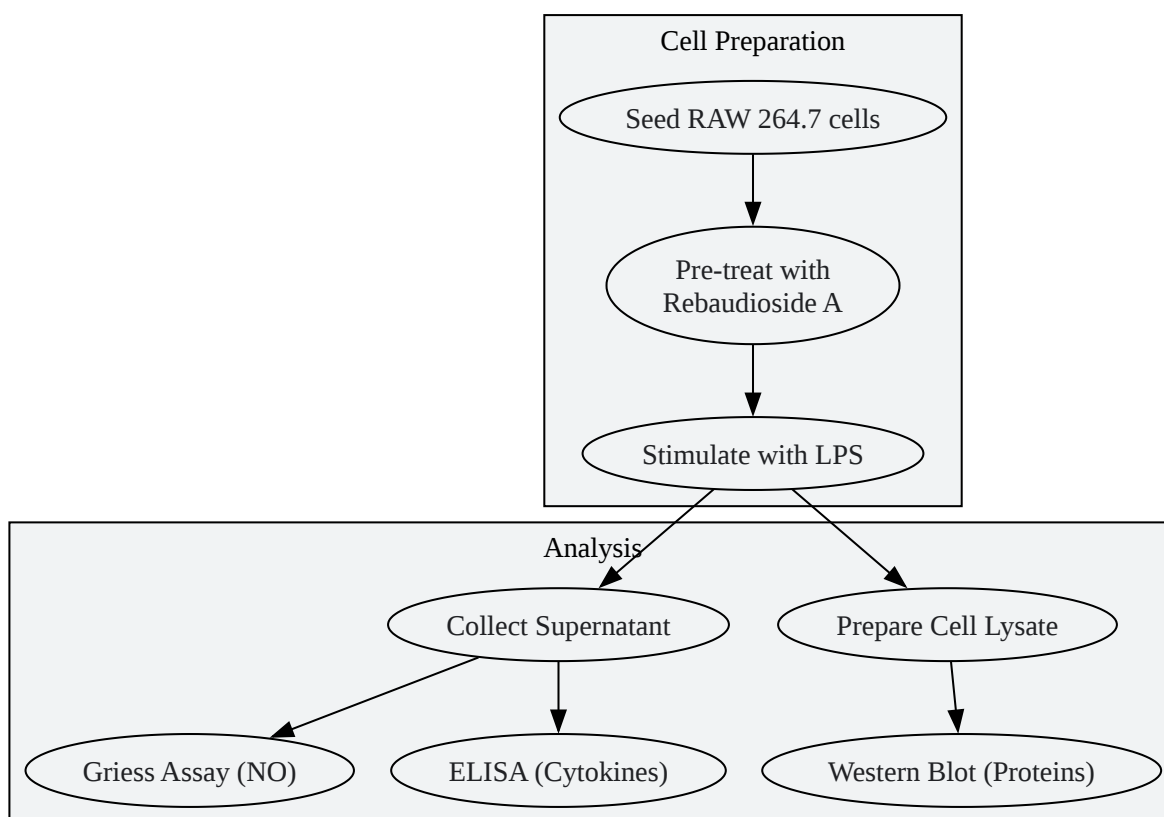 Cell Preparation
Seed RAW 264.7 cells
Pre-treat with
Rebaudioside A
Stimulate with LPS
Analysis
Collect Supernatant
Prepare Cell Lysate
Griess Assay (NO)
ELISA (Cytokines)
Western Blot (Proteins)